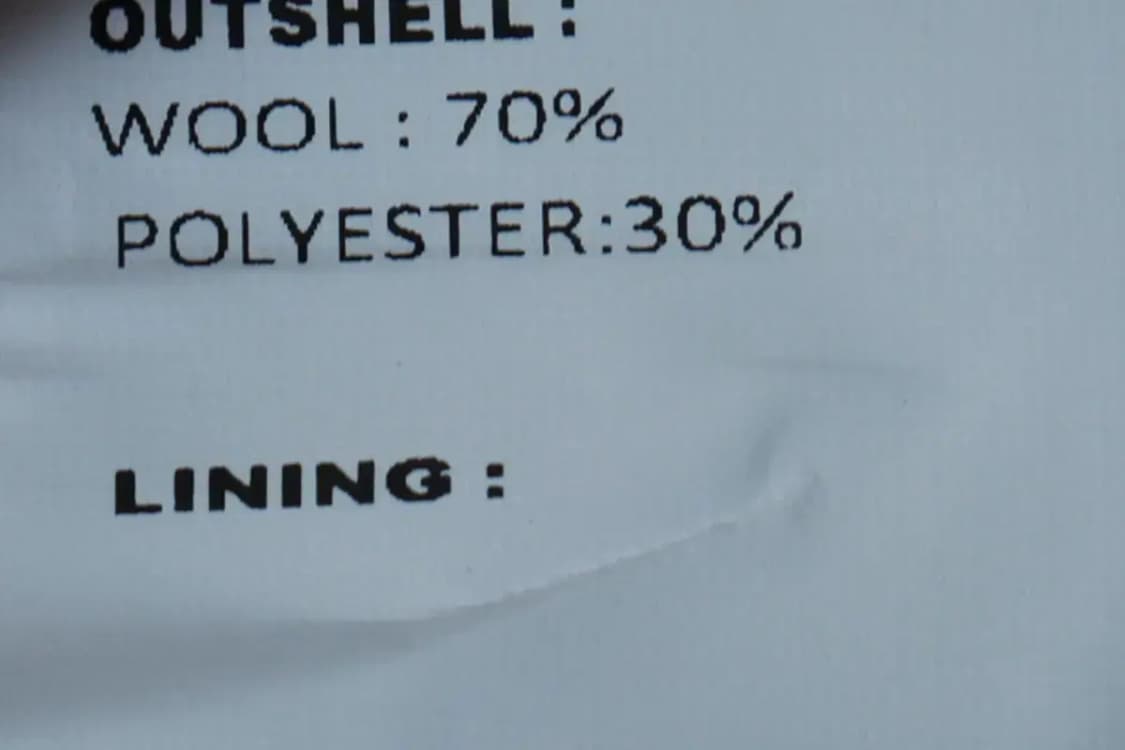 OUTSHELL :
WOOL : 70%
POLYESTER:30%
LINING :